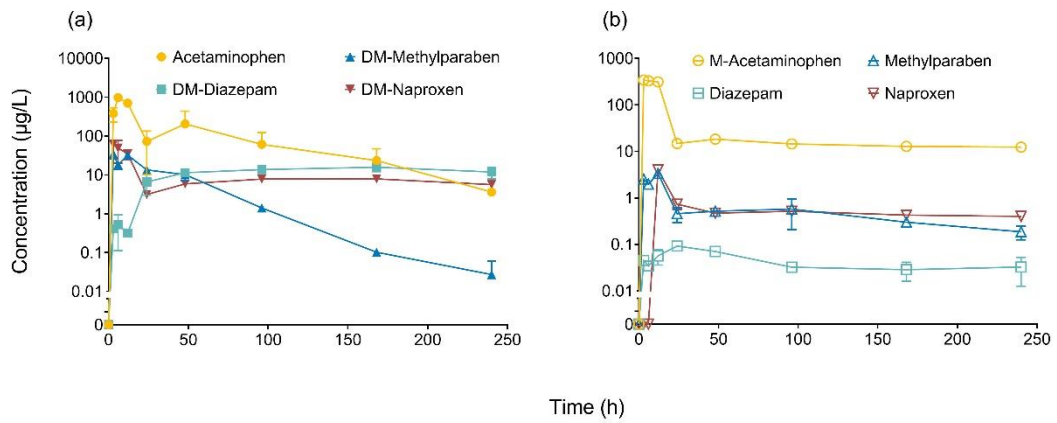 (a)
Acetaminophen DM-Methylparaben
DM-Diazepam DM-Naproxen
10000
1000
100
10
1
0.1
0.01
0
0 50 100 150 200 250
(b)
M-Acetaminophen Methylparaben
Diazepam Naproxen
1000
100
10
1
0.1
0.01
0
0 50 100 150 200 250
Concentration (µg/L)
Time (h)